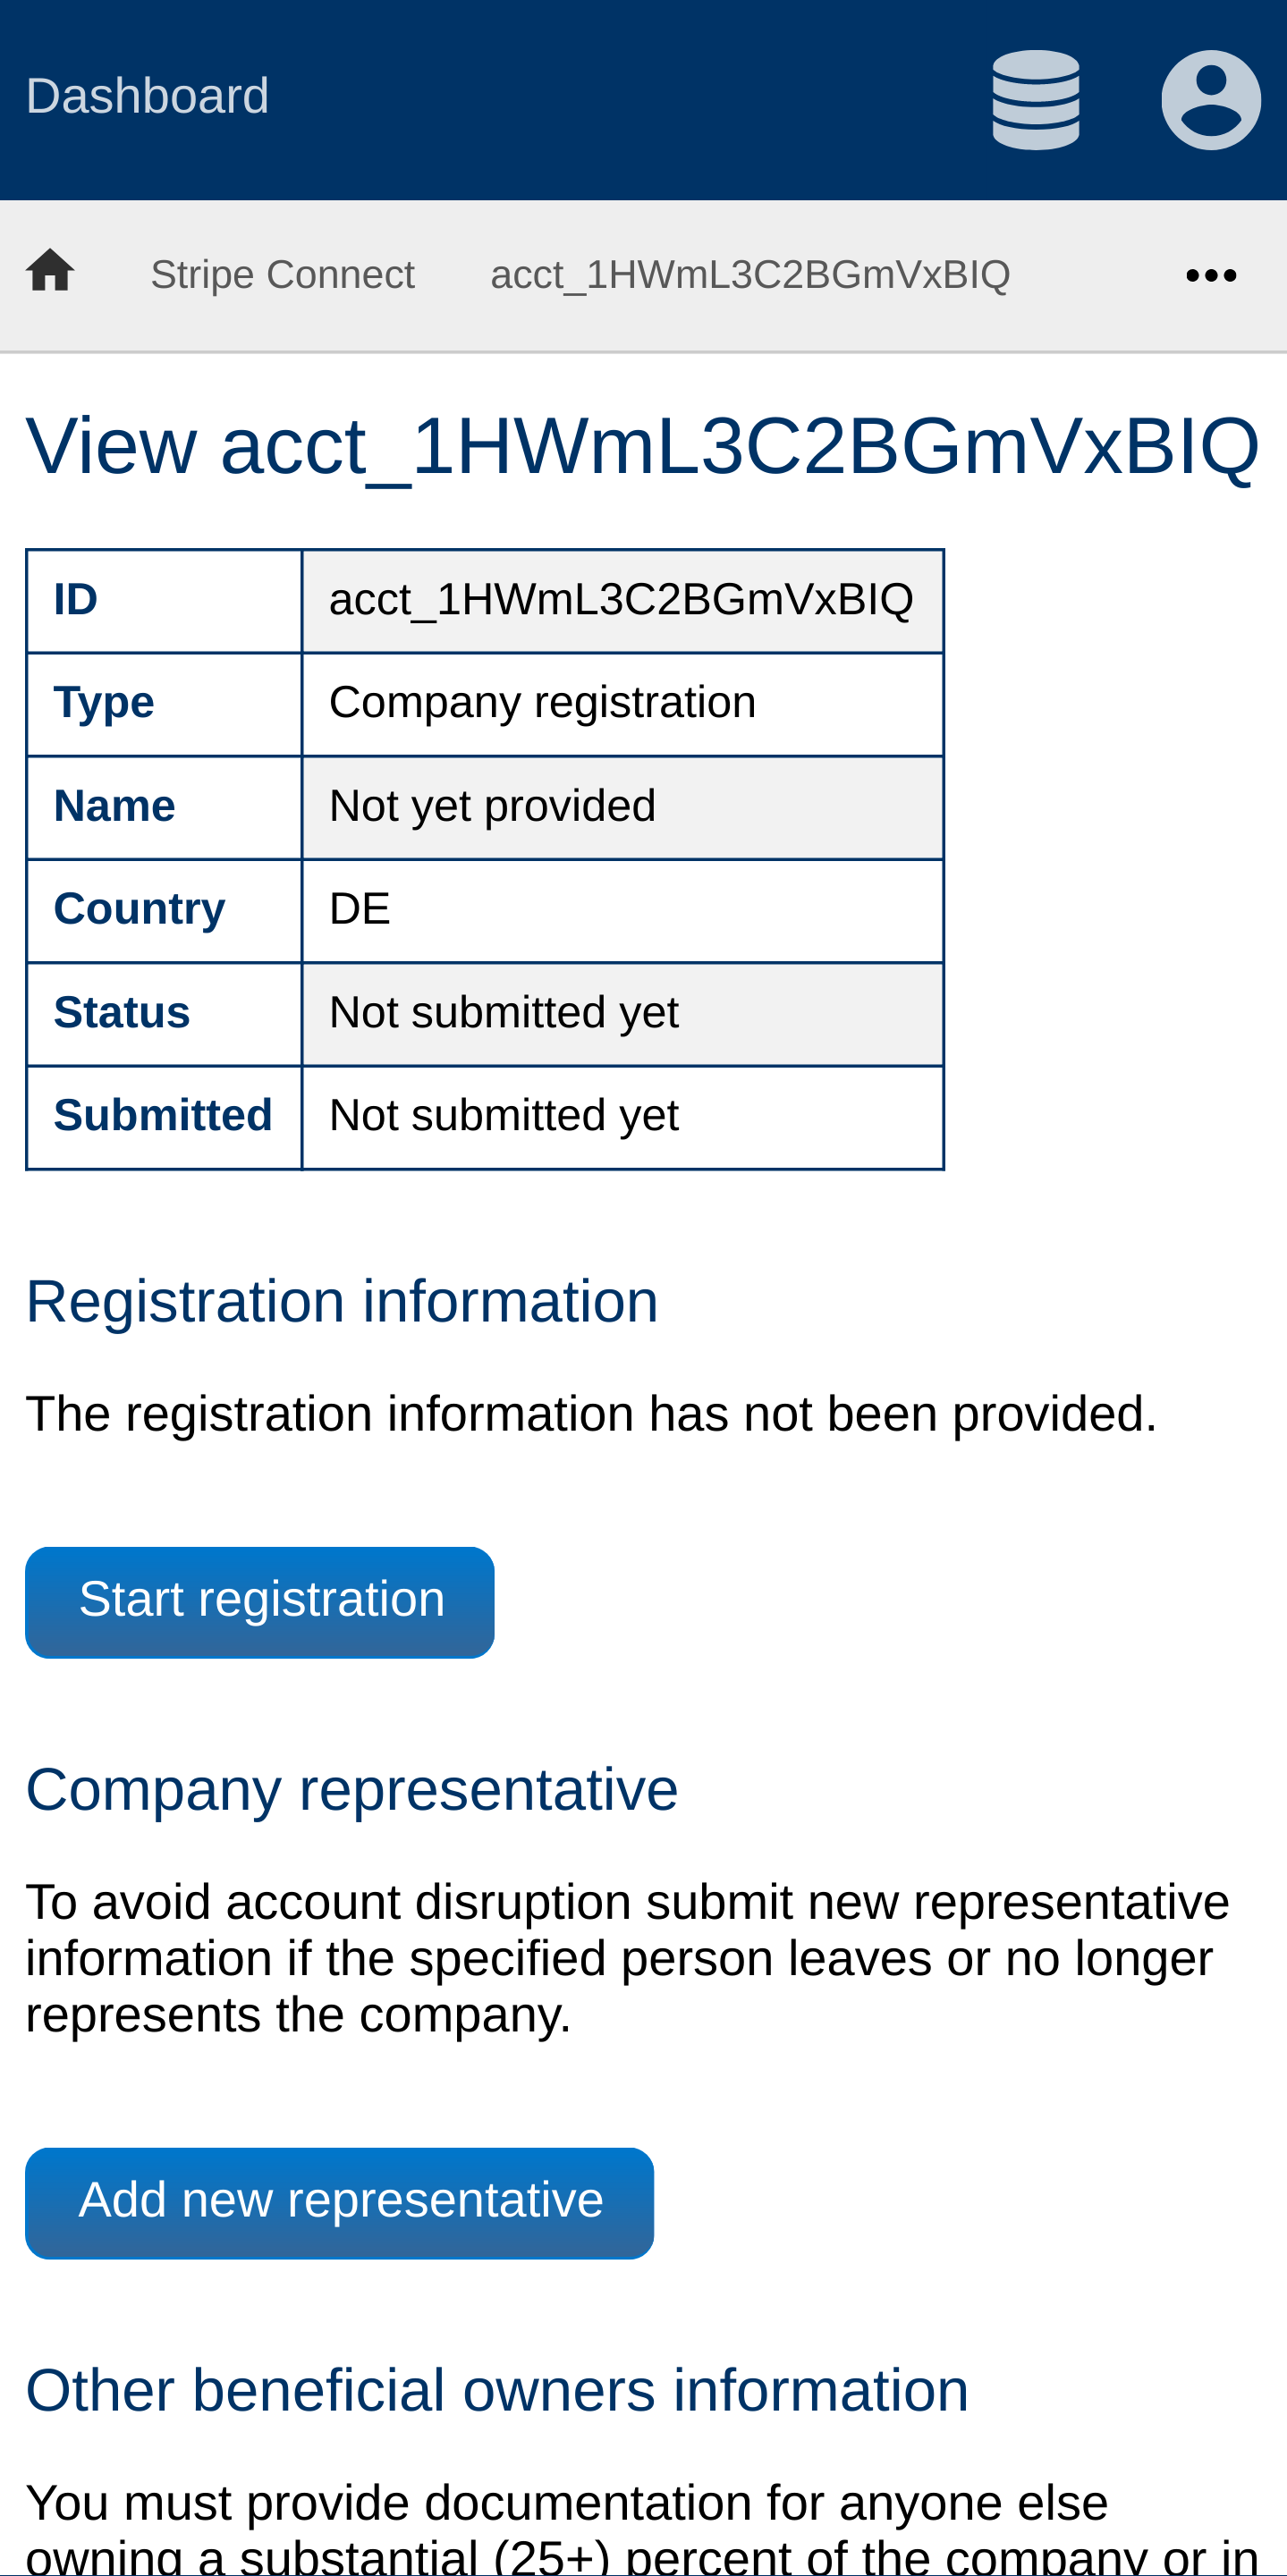 Dashboard
Stripe Connect acct_1HWmL3C2BGmVxBIQ
View acct_1HWmL3C2BGmVxBIQ
ID acct_1HWmL3C2BGmVxBIQ
Type Company registration
Name Not yet provided
Country DE
Status Not submitted yet
Submitted Not submitted yet
Registration information
The registration information has not been provided.
Start registration
Company representative
To avoid account disruption submit new representative
information if the specified person leaves or no longer
represents the company.
Add new representative
Other beneficial owners information
You must provide documentation for anyone else
owning a substantial (25+) percent of the company or in